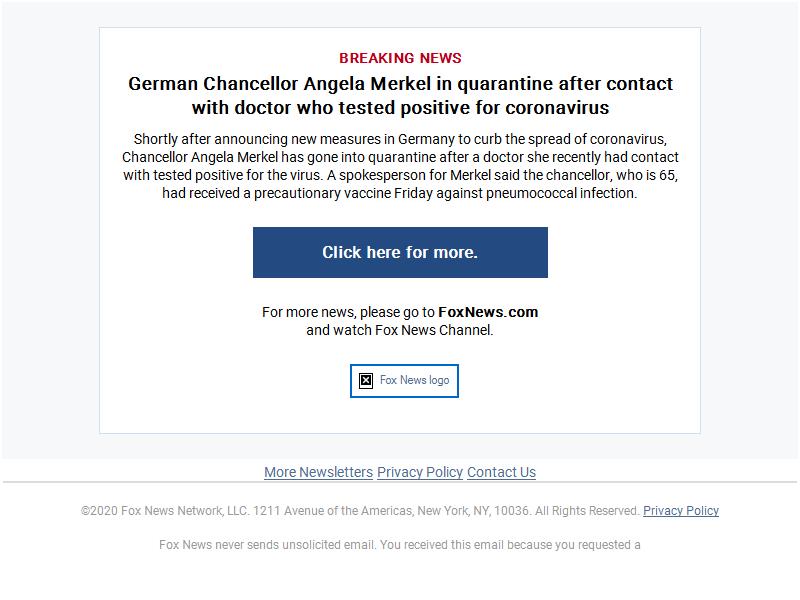 BREAKING NEWS
German Chancellor Angela Merkel in quarantine after contact
with doctor who tested positive for coronavirus
Shortly after announcing new measures in Germany to curb the spread of coronavirus,
Chancellor Angela Merkel has gone into quarantine after a doctor she recently had contact
with tested positive for the virus. A spokesperson for Merkel said the chancellor, who is 65,
had received a precautionary vaccine Friday against pneumococcal infection.
Click here for more.
For more news, please go to FoxNews.com
and watch Fox News Channel.
Fox News logo
More Newsletters Privacy Policy Contact Us
©2020 Fox News Network, LLC. 1211 Avenue of the Americas, New York, NY, 10036. All Rights Reserved. Privacy Policy
Fox News never sends unsolicited email. You received this email because you requested a